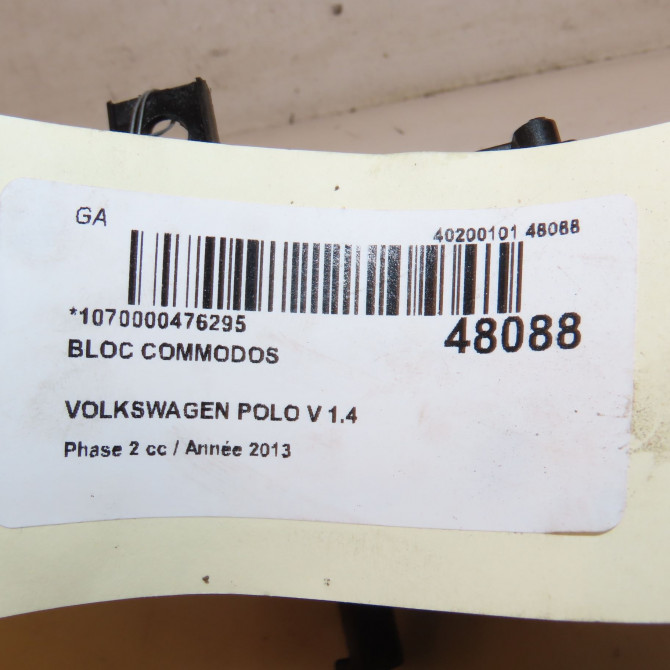 GA
40200101 48088
*1070000476295
48088
BLOC COMMODOS
VOLKSWAGEN POLO V 1.4
Phase 2 cc / Année 2013